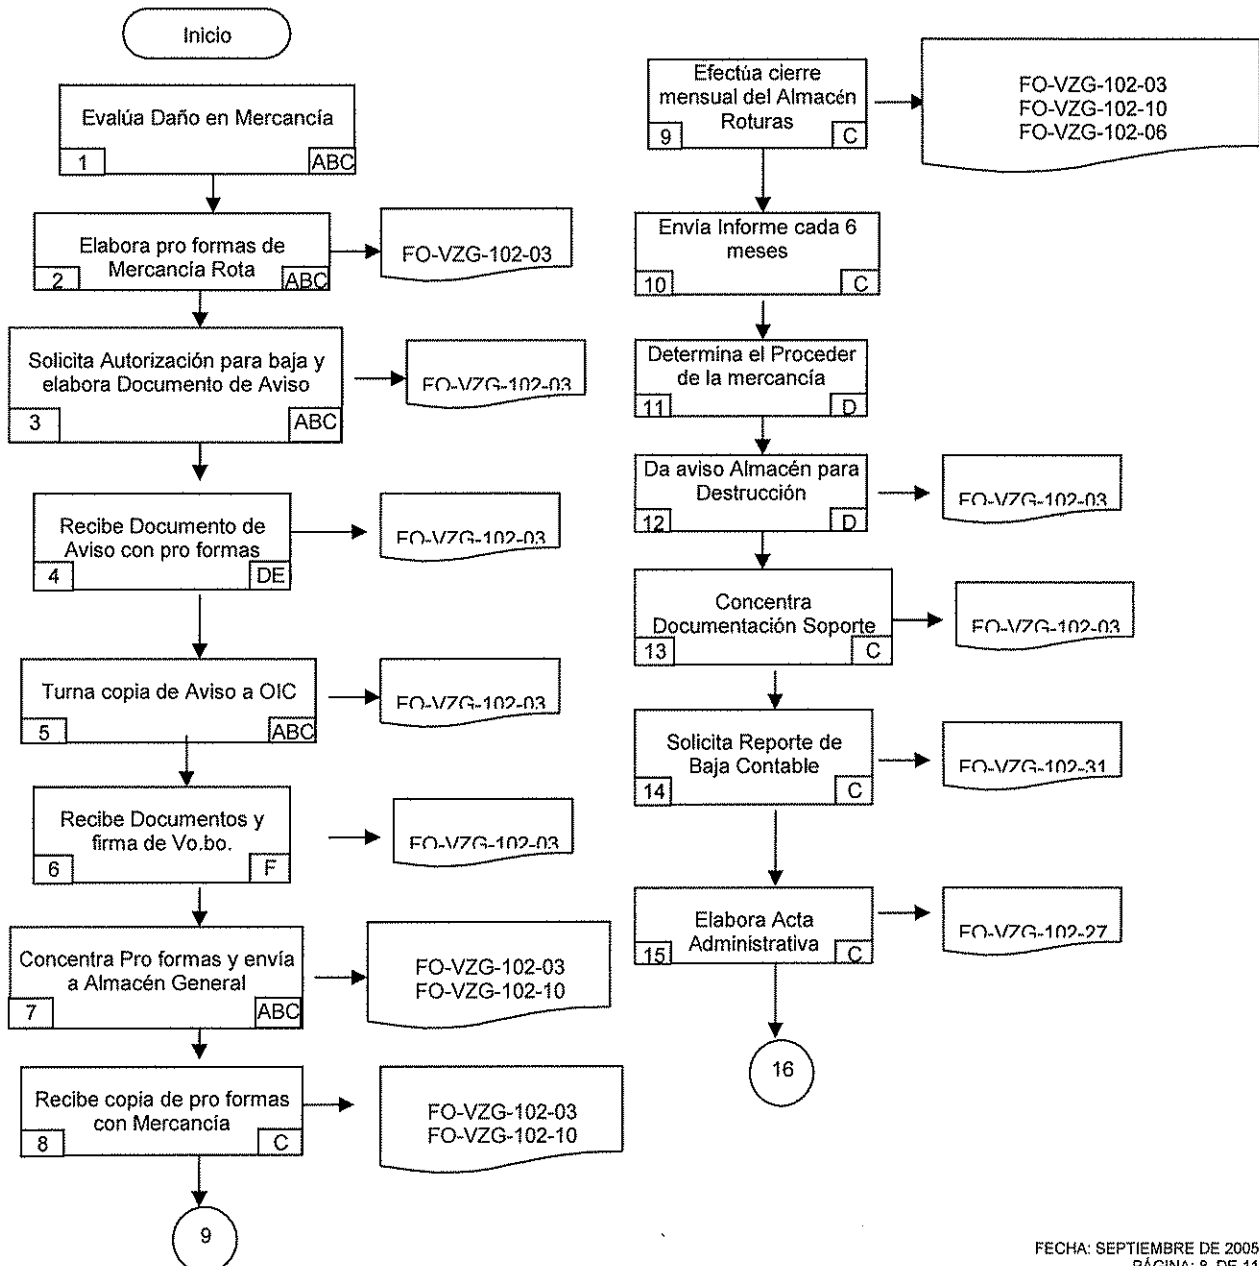 Inicio
Evalúa Daño en Mercancía
1
ABC
Elabora pro formas de
Mercancía Rota
2
ABC
FO-VZG-102-03
Solicita Autorización para baja y
elabora Documento de Aviso
3
ABC
FO-VZG-102-03
Recibe Documento de
Aviso con pro formas
4
DE
FO-VZG-102-03
Turna copia de Aviso a OIC
5
ABC
FO-VZG-102-03
Recibe Documentos y
firma de Vo.bo.
6
F
FO-VZG-102-03
Concentra Pro formas y envía
a Almacén General
7
ABC
FO-VZG-102-03
FO-VZG-102-10
Recibe copia de pro formas
con Mercancía
8
C
FO-VZG-102-03
FO-VZG-102-10
9
Efectúa cierre
mensual del Almacén
Roturas
9
C
FO-VZG-102-03
FO-VZG-102-10
FO-VZG-102-06
Envía Informe cada 6
meses
10
C
Determina el Proceder
de la mercancía
11
D
Da aviso Almacén para
Destrucción
12
D
FO-VZG-102-03
Concentra
Documentación Soporte
13
C
FO-VZG-102-03
Solicita Reporte de
Baja Contable
14
C
FO-VZG-102-31
Elabora Acta
Administrativa
15
C
FO-VZG-102-27
16
FECHA: SEPTIEMBRE DE 2005
PÁGINA: 8 DE 11